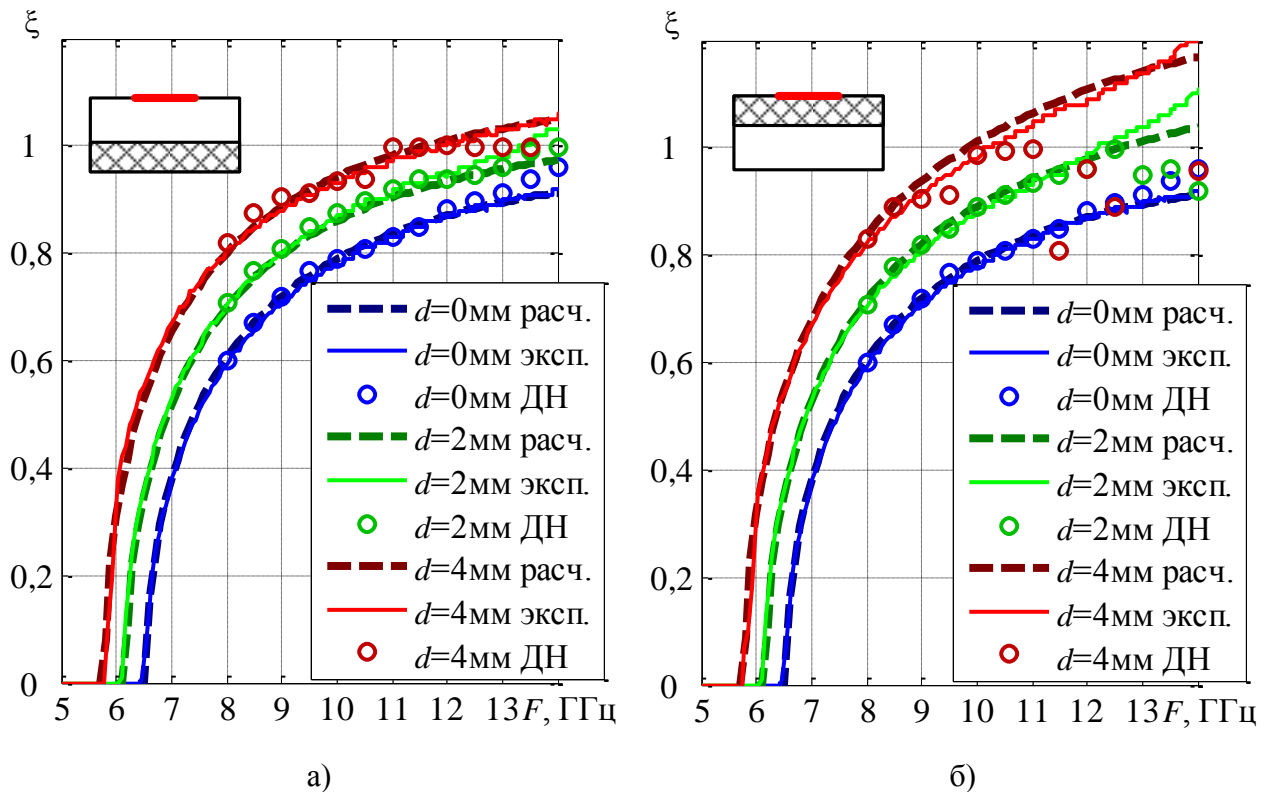 ξ
1
0,8
0,6
0,4
0,2
0
5 6 7 8 9 10 11 12 13 F, ГГц
d=0мм расч.
d=0мм эксп.
d=0мм ДН
d=2мм расч.
d=2мм эксп.
d=2мм ДН
d=4мм расч.
d=4мм эксп.
d=4мм ДН
а)
ξ
1
0,8
0,6
0,4
0,2
0
5 6 7 8 9 10 11 12 13 F, ГГц
d=0мм расч.
d=0мм эксп.
d=0мм ДН
d=2мм расч.
d=2мм эксп.
d=2мм ДН
d=4мм расч.
d=4мм эксп.
d=4мм ДН
б)